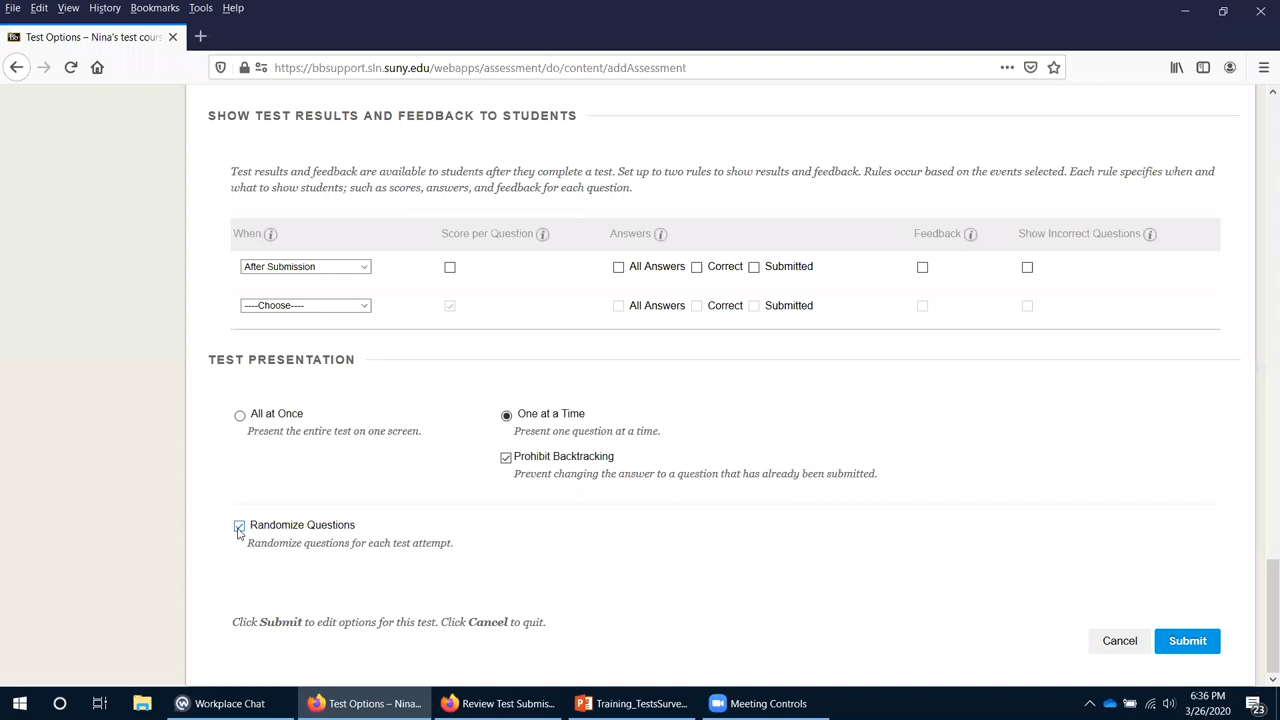 File Edit View History Bookmarks Tools Help
Bb Test Options – Nina's test cours
https://bbsupport.sln.suny.edu/webapps/assessment/do/content/addAssessment
SHOW TEST RESULTS AND FEEDBACK TO STUDENTS
Test results and feedback are available to students after they complete a test. Set up to two rules to show results and feedback. Rules occur based on the events selected. Each rule specifies when and
what to show students; such as scores, answers, and feedback for each question.
When Score per Question Answers Feedback Show Incorrect Questions
After Submission All Answers Correct Submitted
----Choose---- All Answers Correct Submitted
TEST PRESENTATION
All at Once One at a Time
Present the entire test on one screen. Present one question at a time.
Prohibit Backtracking
Prevent changing the answer to a question that has already been submitted.
Randomize Questions
Randomize questions for each test attempt.
Click Submit to edit options for this test. Click Cancel to quit.
Cancel Submit
Workplace Chat Test Options – Nina... Review Test Submis... Training_TestsSurve... Meeting Controls
6:36 PM
3/26/2020 23